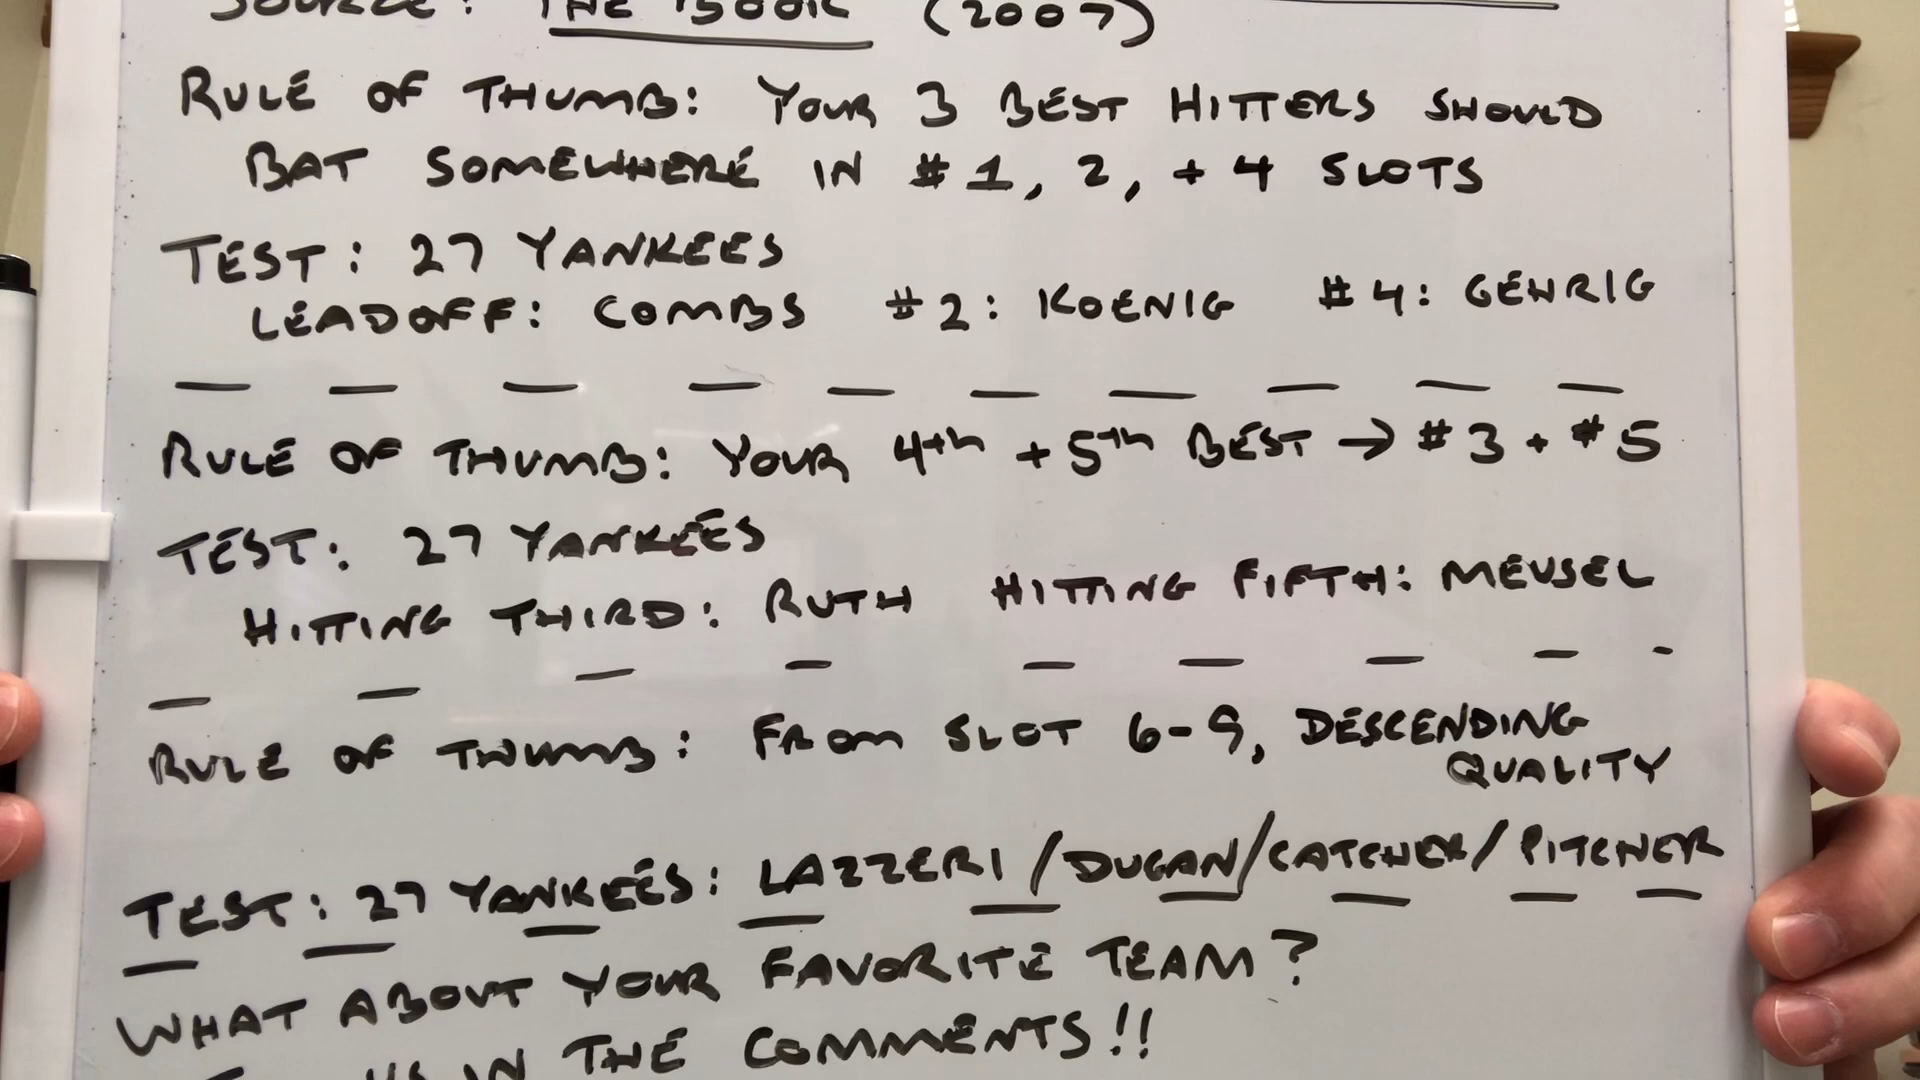 SOURCE: THE BOOK (2007)
RULE OF THUMB: YOUR 3 BEST HITTERS SHOULD
BAT SOMEWHERE IN #1, 2, + 4 SLOTS
TEST: 27 YANKEES
LEADOFF: COMBS #2: KOENIG #4: GEHRIG
RULE OF THUMB: YOUR 4th + 5th BEST → #3 + #5
TEST: 27 YANKEES
HITTING THIRD: RUTH HITTING FIFTH: MEUSEL
RULE OF THUMB: FROM SLOT 6-9, DESCENDING
QUALITY
TEST: 27 YANKEES: LAZZERI/DUGAN/CATCHER/PITCHER
WHAT ABOUT YOUR FAVORITE TEAM?
US IN THE COMMENTS!!